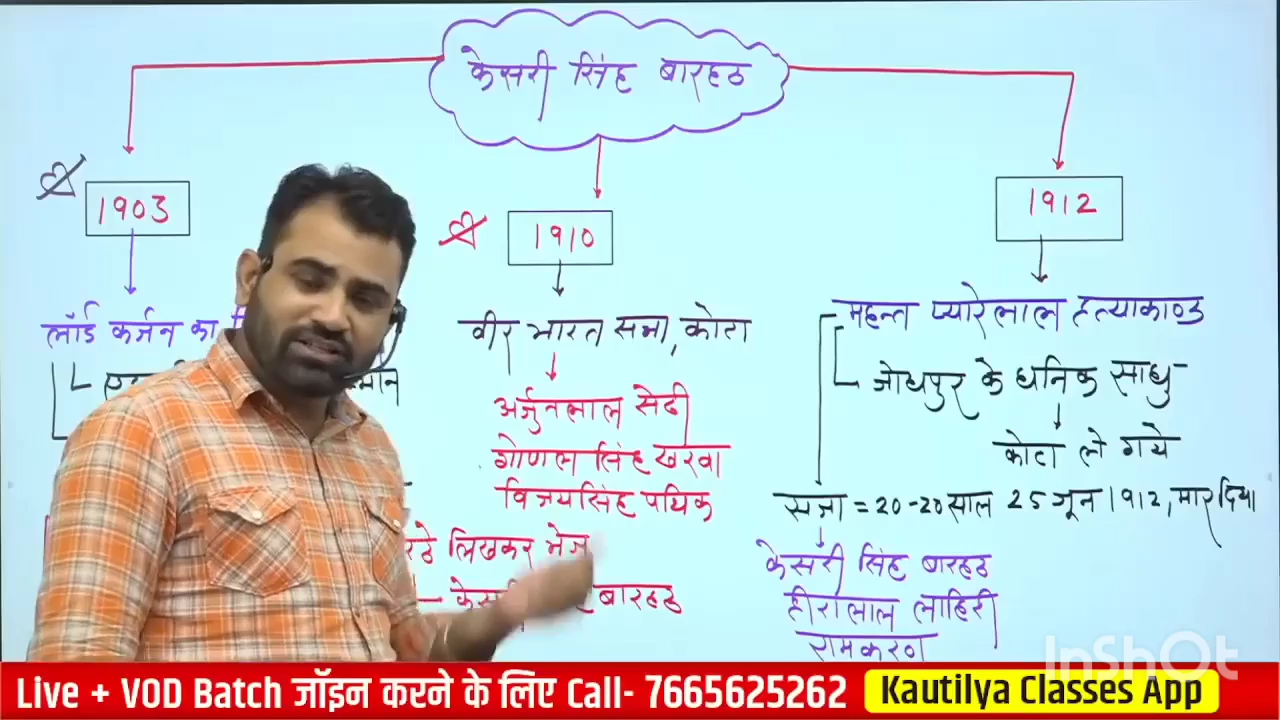 केसरी सिंह बारहठ
1903
1910
1912
लॉर्ड कर्जन का
वीर भारत सभा, कोटा
महन्त प्यारेलाल हत्याकाण्ड
जोधपुर के धनिक साधु
अर्जुनलाल सेठी
गोपाल सिंह खरवा
विजयसिंह पथिक
कोटा ले गये
सजा = 20-20 साल 25 जून 1912, मार दिया
लिखकर
केसरी सिंह बारहठ
बारहठ
हीरालाल लाहिरी
रामकरण
InShOt
Live + VOD Batch जॉइन करने के लिए Call- 7665625262
Kautilya Classes App